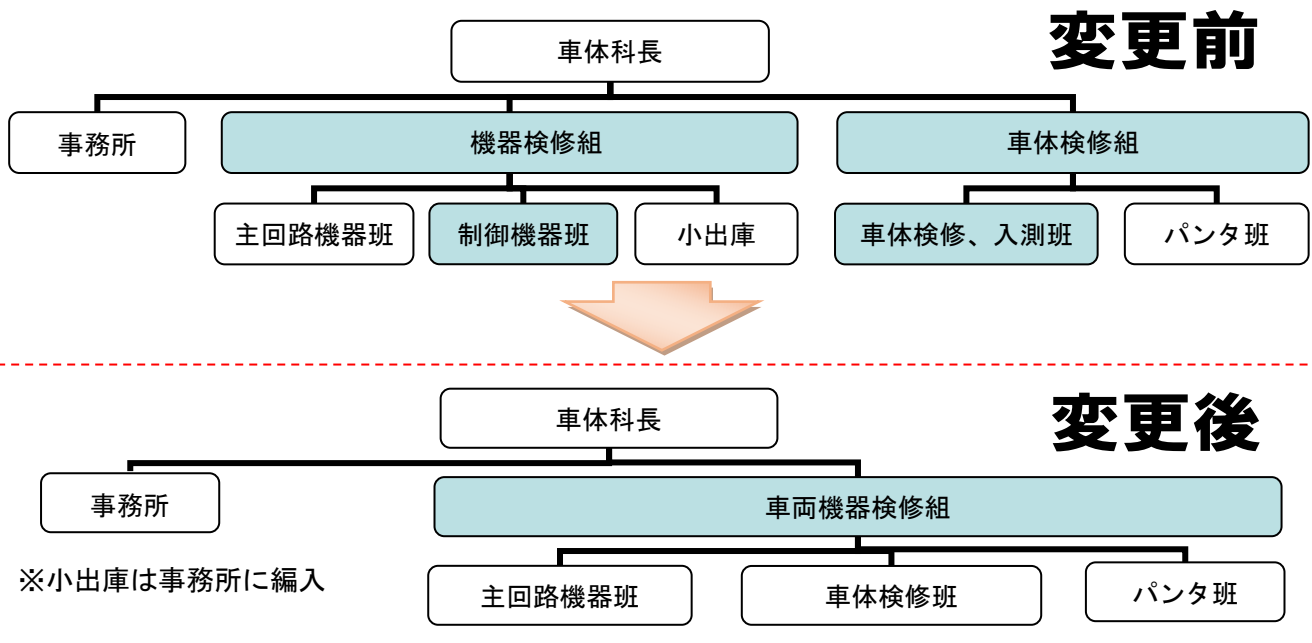 変更前
車体科長
事務所
機器検修組
車体検修組
主回路機器班
制御機器班
小出庫
車体検修、入測班
パンタ班
変更後
車体科長
事務所
車両機器検修組
※小出庫は事務所に編入
主回路機器班
車体検修班
パンタ班